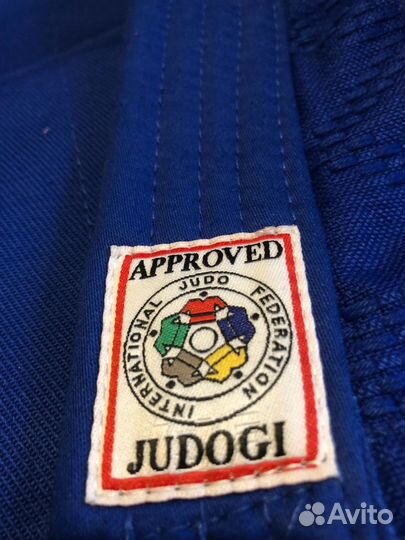 APPROVED
INTERNATIONAL JUDO FEDERATION
JUDOGI
Avito